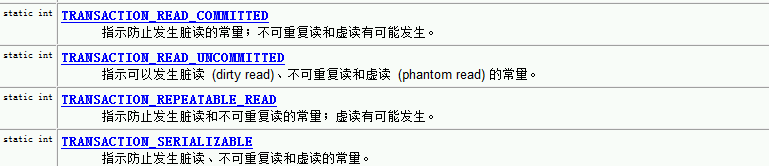 static int TRANSACTION_READ_COMMITTED
指示防止发生脏读的常量；不可重复读和虚读有可能发生。
static int TRANSACTION_READ_UNCOMMITTED
指示可以发生脏读 (dirty read)、不可重复读和虚读 (phantom read) 的常量。
static int TRANSACTION_REPEATABLE_READ
指示防止发生脏读和不可重复读的常量；虚读有可能发生。
static int TRANSACTION_SERIALIZABLE
指示防止发生脏读、不可重复读和虚读的常量。